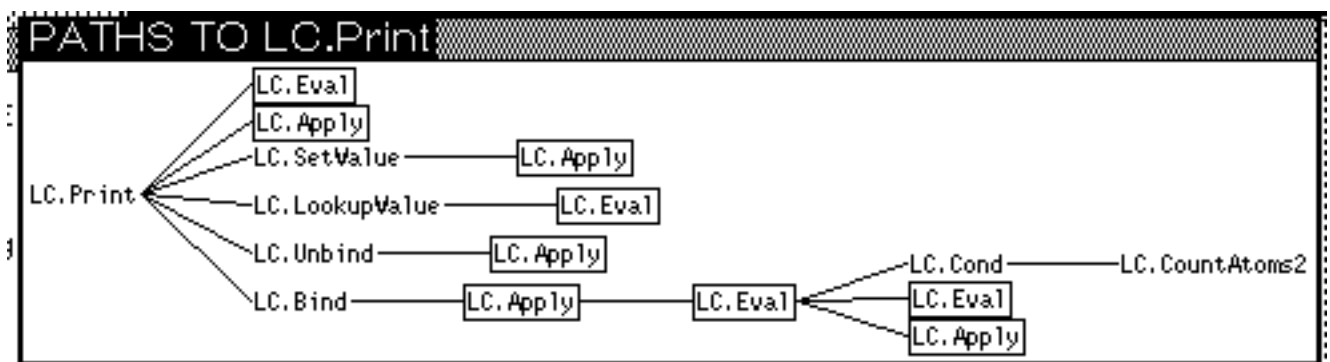 PATHS TO LC.Print
LC.Eval
LC.Apply
LC.SetValue LC.Apply
LC.Print
LC.LookupValue LC.Eval
LC.Unbind LC.Apply
LC.Cond LC.CountAtoms2
LC.Bind LC.Apply LC.Eval LC.Eval
LC.Apply